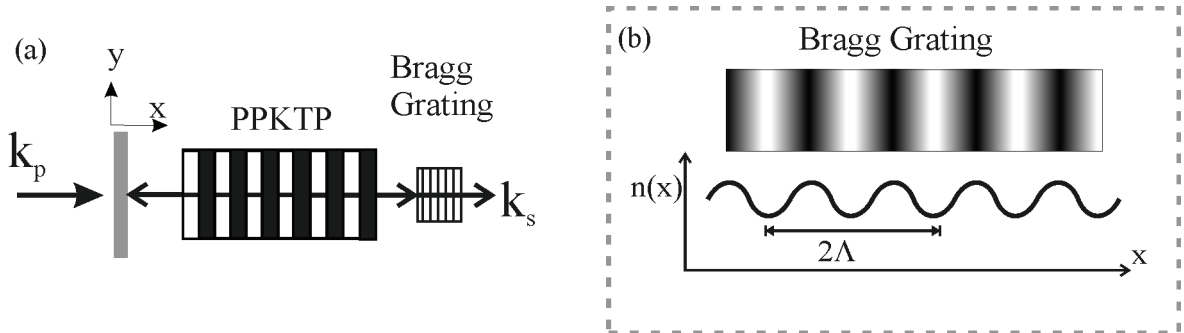 (a)
y
x
k_p
PPKTP
Bragg
Grating
k_s
(b)
Bragg Grating
n(x)
2Λ
x